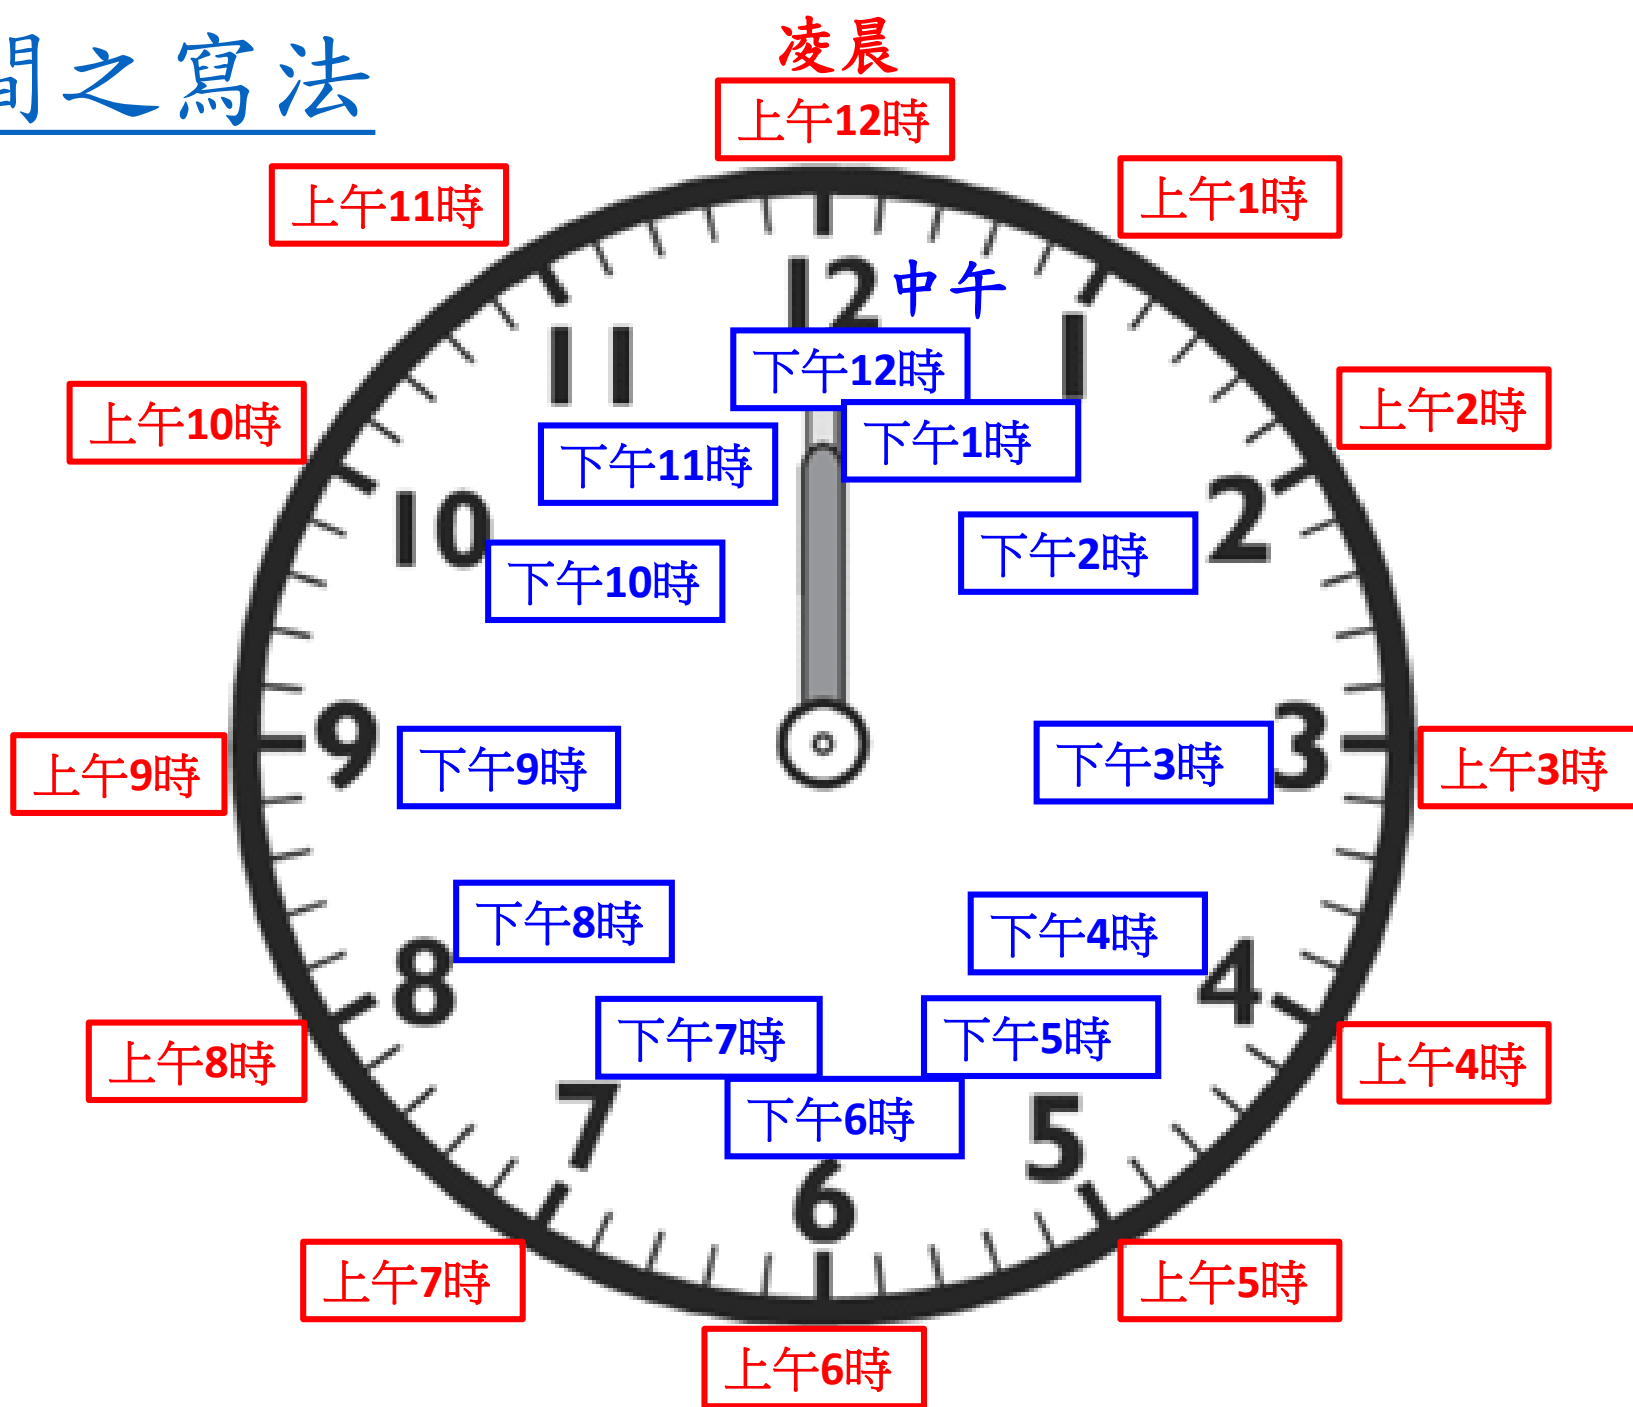 間之寫法
凌晨
上午12時
上午11時
上午1時
12
中午
11
下午12時
1
上午10時
上午2時
下午11時
下午1時
10
下午10時
下午2時
2
上午9時
9
下午9時
下午3時
3
上午3時
下午8時
下午4時
8
4
上午8時
下午7時
下午5時
上午4時
7
下午6時
5
6
上午7時
上午5時
上午6時